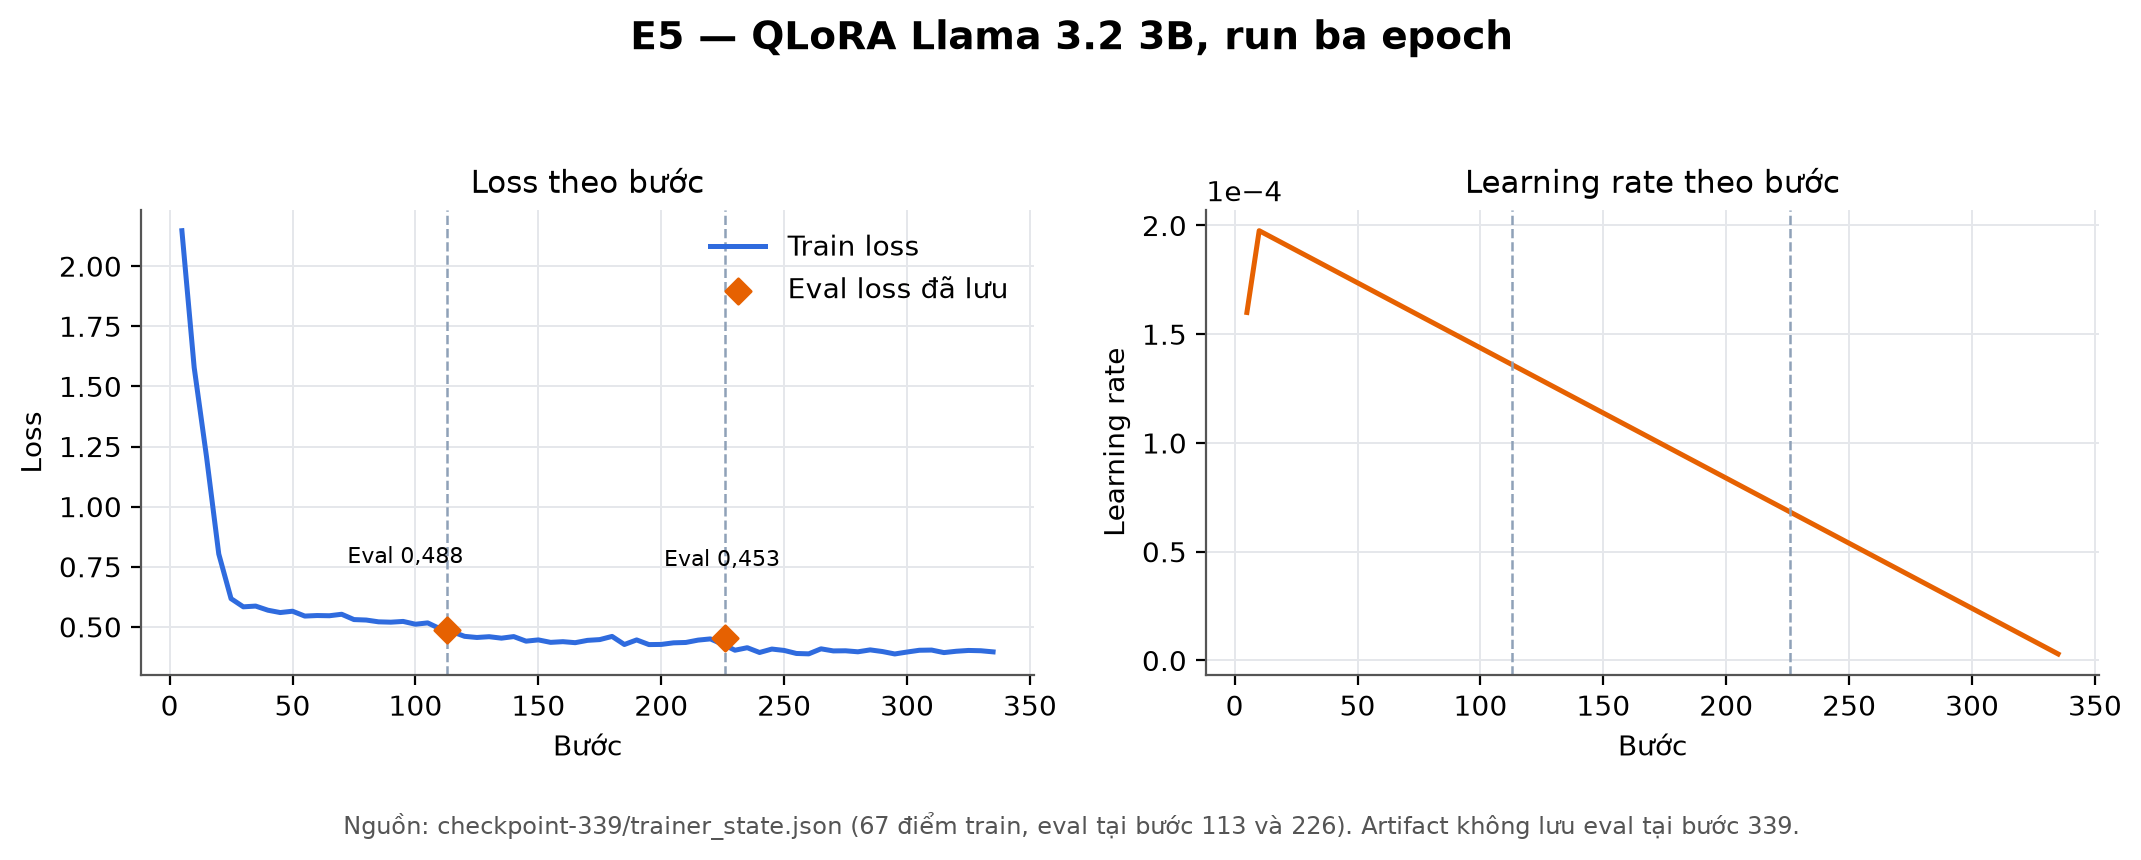 E5 — QLoRA Llama 3.2 3B, run ba epoch
Loss theo bước
Loss
2.00
1.75
1.50
1.25
1.00
0.75
0.50
Train loss
Eval loss đã lưu
Eval 0,488
Eval 0,453
0 50 100 150 200 250 300 350
Bước
Learning rate theo bước
1e−4
Learning rate
2.0
1.5
1.0
0.5
0.0
0 50 100 150 200 250 300 350
Bước
Nguồn: checkpoint-339/trainer_state.json (67 điểm train, eval tại bước 113 và 226). Artifact không lưu eval tại bước 339.